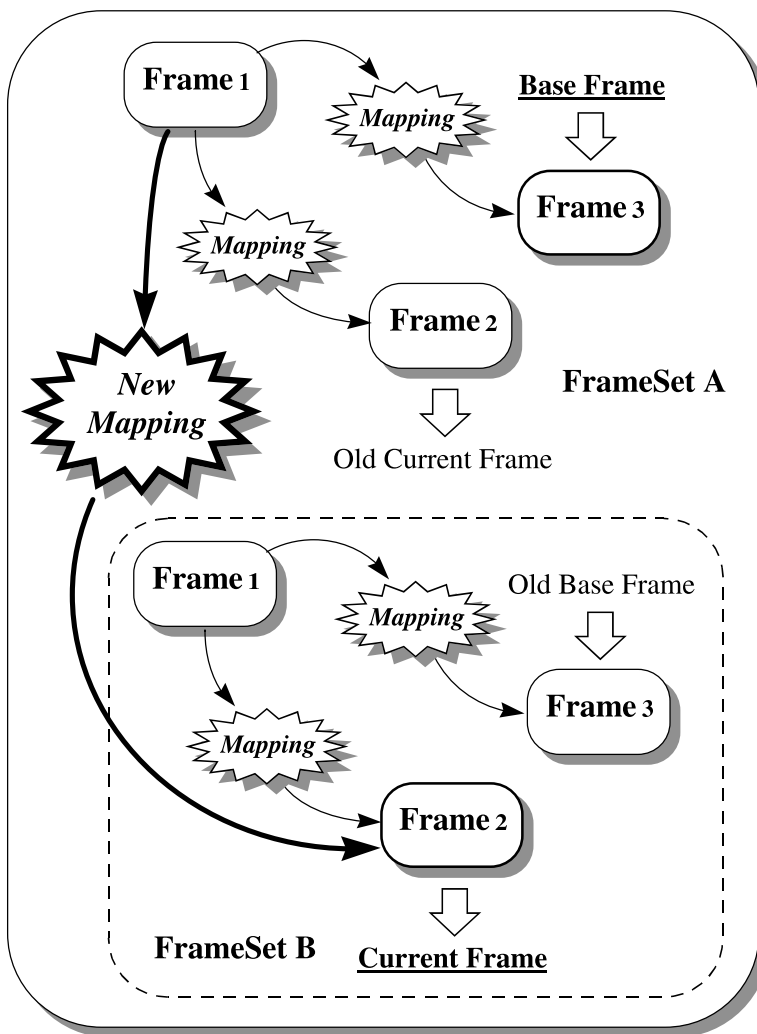 Frame 1
Mapping
Base Frame
Frame 3
Mapping
Frame 2
New
Mapping
FrameSet A
Old Current Frame
Frame 1
Mapping
Old Base Frame
Frame 3
Mapping
Frame 2
FrameSet B
Current Frame